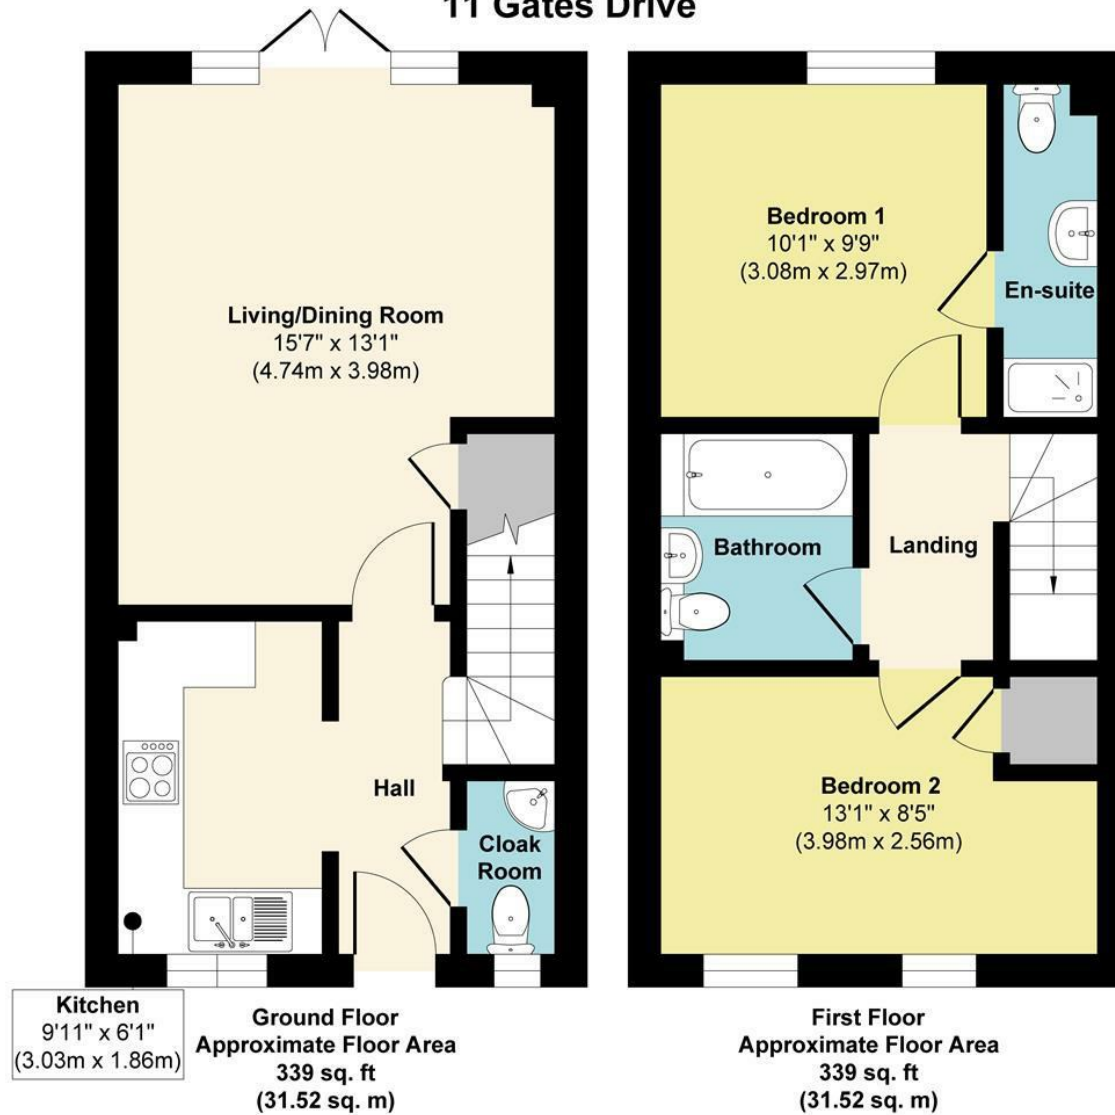 11 Gates Drive
Living/Dining Room
15'7" x 13'1"
(4.74m x 3.98m)
Hall
Cloak
Room
Kitchen
9'11" x 6'1"
(3.03m x 1.86m)
Ground Floor
Approximate Floor Area
339 sq. ft
(31.52 sq. m)
Bedroom 1
10'1" x 9'9"
(3.08m x 2.97m)
En-suite
Bathroom
Landing
Bedroom 2
13'1" x 8'5"
(3.98m x 2.56m)
First Floor
Approximate Floor Area
339 sq. ft
(31.52 sq. m)